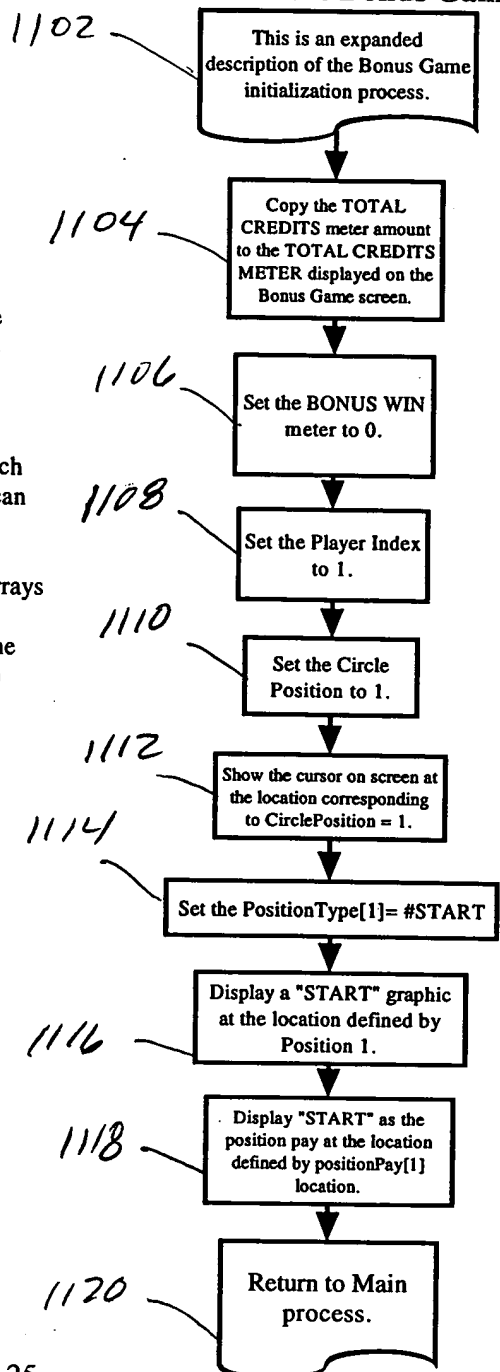 1102
This is an expanded
description of the Bonus Game
initialization process.
1104
Copy the TOTAL
CREDITS meter amount
to the TOTAL CREDITS
METER displayed on the
Bonus Game screen.
1106
Set the BONUS WIN
meter to 0.
1108
Set the Player Index
to 1.
1110
Set the Circle
Position to 1.
1112
Show the cursor on screen at
the location corresponding
to CirclePosition = 1.
1114
Set the PositionType[1]= #START
Display a "START" graphic
at the location defined by
Position 1.
1116
Display "START" as the
position pay at the location
defined by positionPay[1]
location.
1118
Return to Main
process.
1120